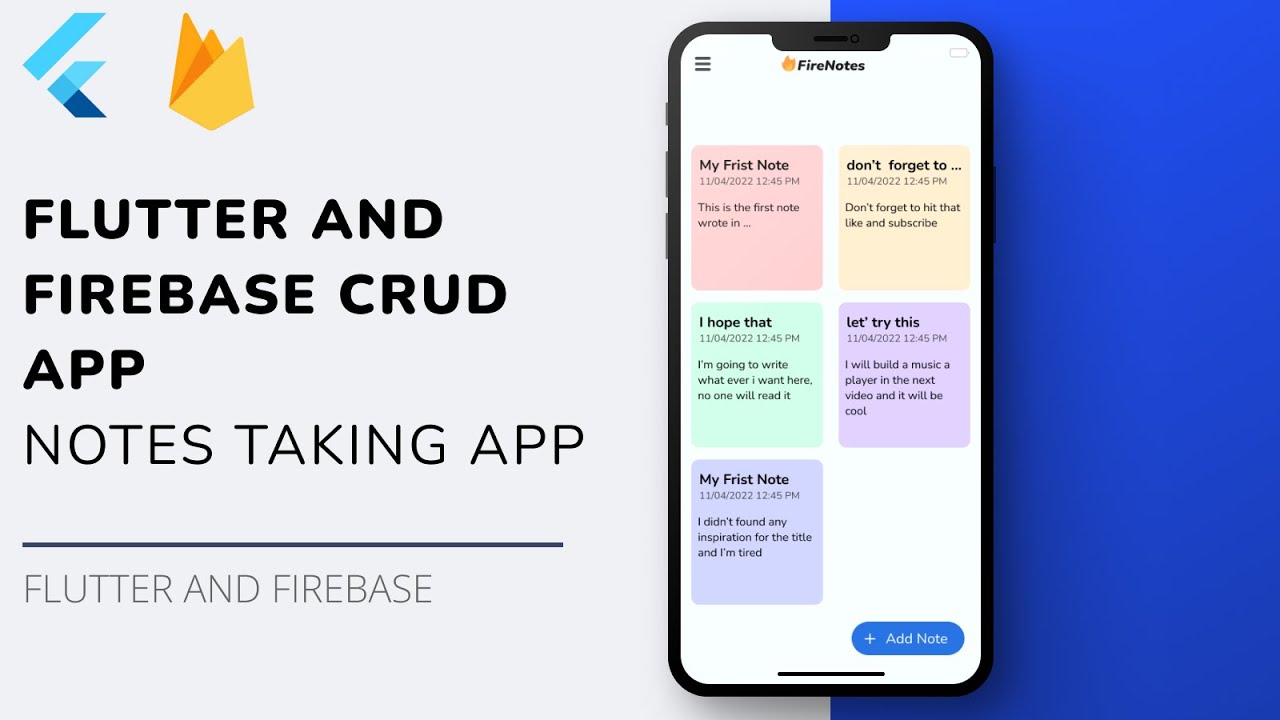 FLUTTER AND
FIREBASE CRUD
APP
NOTES TAKING APP
FLUTTER AND FIREBASE
FireNotes
My Frist Note
11/04/2022 12:45 PM
This is the first note
wrote in ...
don't forget to ...
11/04/2022 12:45 PM
Don't forget to hit that
like and subscribe
I hope that
11/04/2022 12:45 PM
I'm going to write
what ever i want here,
no one will read it
let' try this
11/04/2022 12:45 PM
I will build a music a
player in the next
video and it will be
cool
My Frist Note
11/04/2022 12:45 PM
I didn't found any
inspiration for the title
and I'm tired
+ Add Note